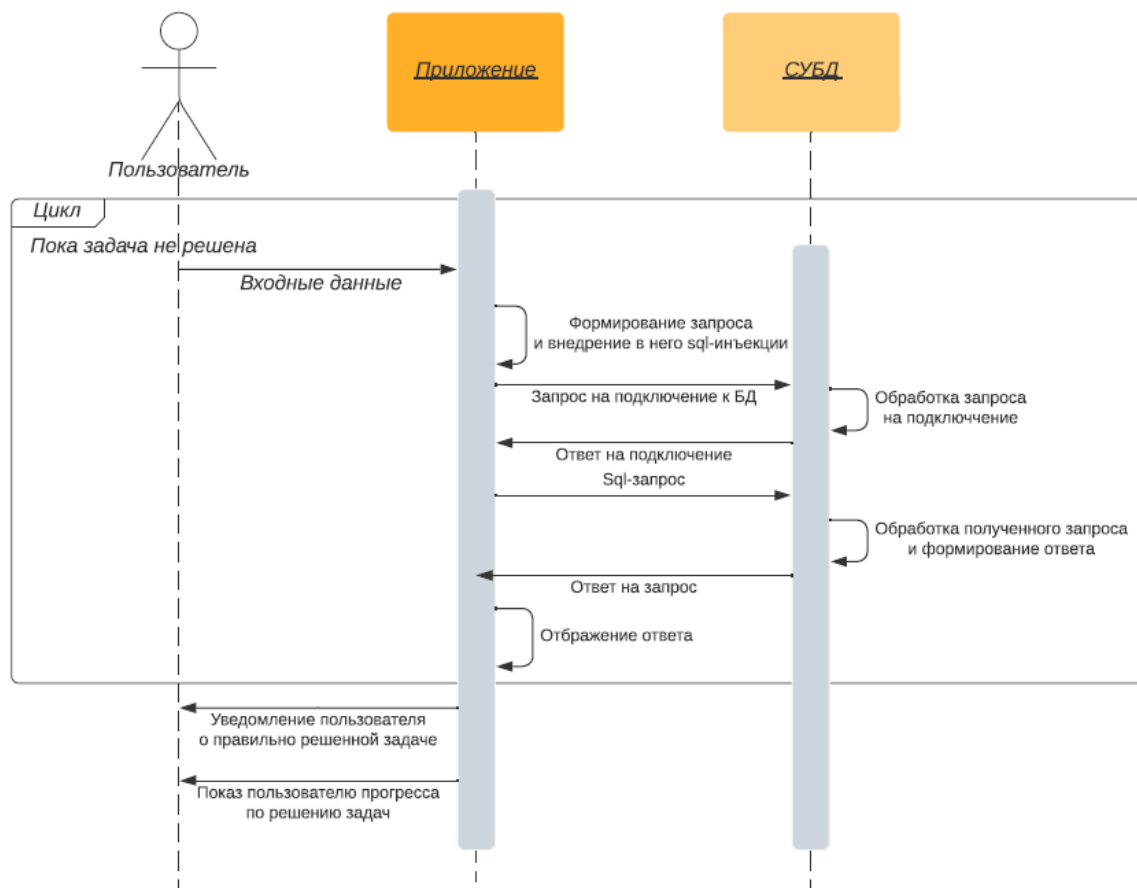 Приложение
СУБД
Пользователь
Цикл
Пока задача не решена
Входные данные
Формирование запроса
и внедрение в него sql-инъекции
Запрос на подключение к БД
Обработка запроса
на подключчение
Ответ на подключение
Sql-запрос
Обработка полученного запроса
и формирование ответа
Ответ на запрос
Отбражение ответа
Уведомление пользователя
о правильно решенной задаче
Показ пользователю прогресса
по решению задач